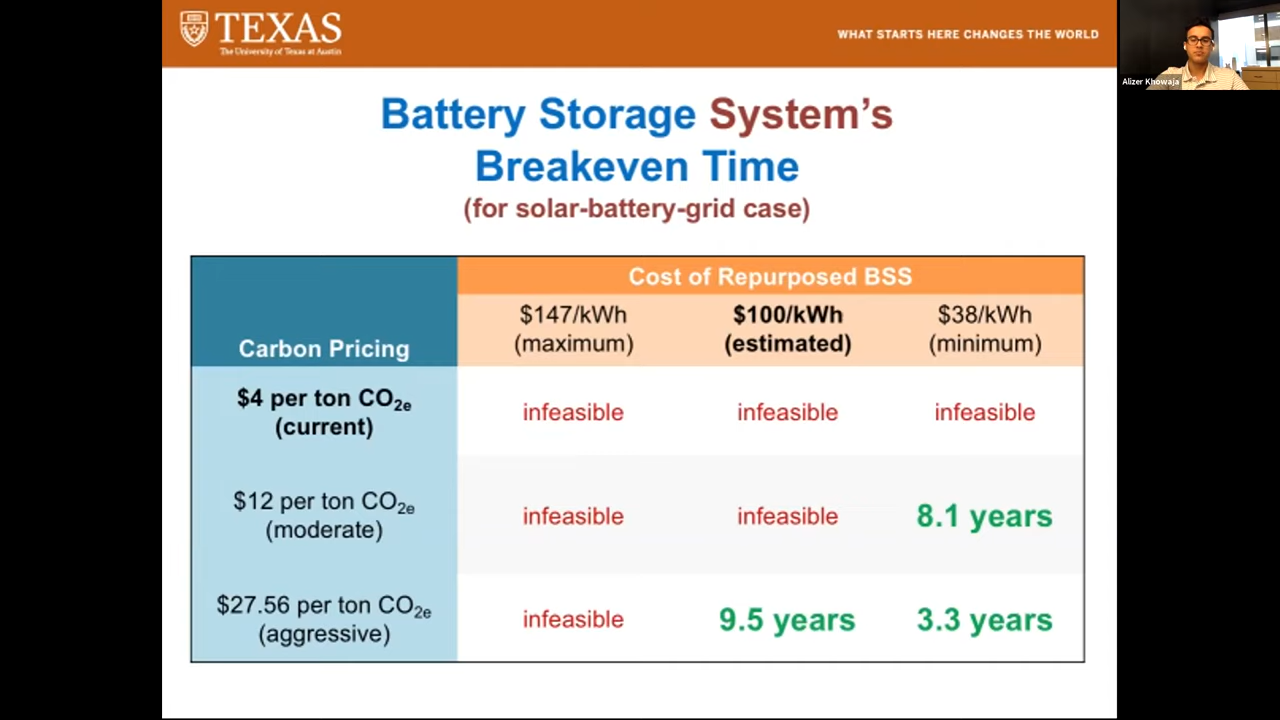 TEXAS
The University of Texas at Austin
WHAT STARTS HERE CHANGES THE WORLD
Alizer Khowaja
Battery Storage System's
Breakeven Time
(for solar-battery-grid case)
Carbon Pricing
Cost of Repurposed BSS
$147/kWh
(maximum)
$100/kWh
(estimated)
$38/kWh
(minimum)
$4 per ton CO2e
(current)
infeasible
infeasible
infeasible
$12 per ton CO2e
(moderate)
infeasible
infeasible
8.1 years
$27.56 per ton CO2e
(aggressive)
infeasible
9.5 years
3.3 years